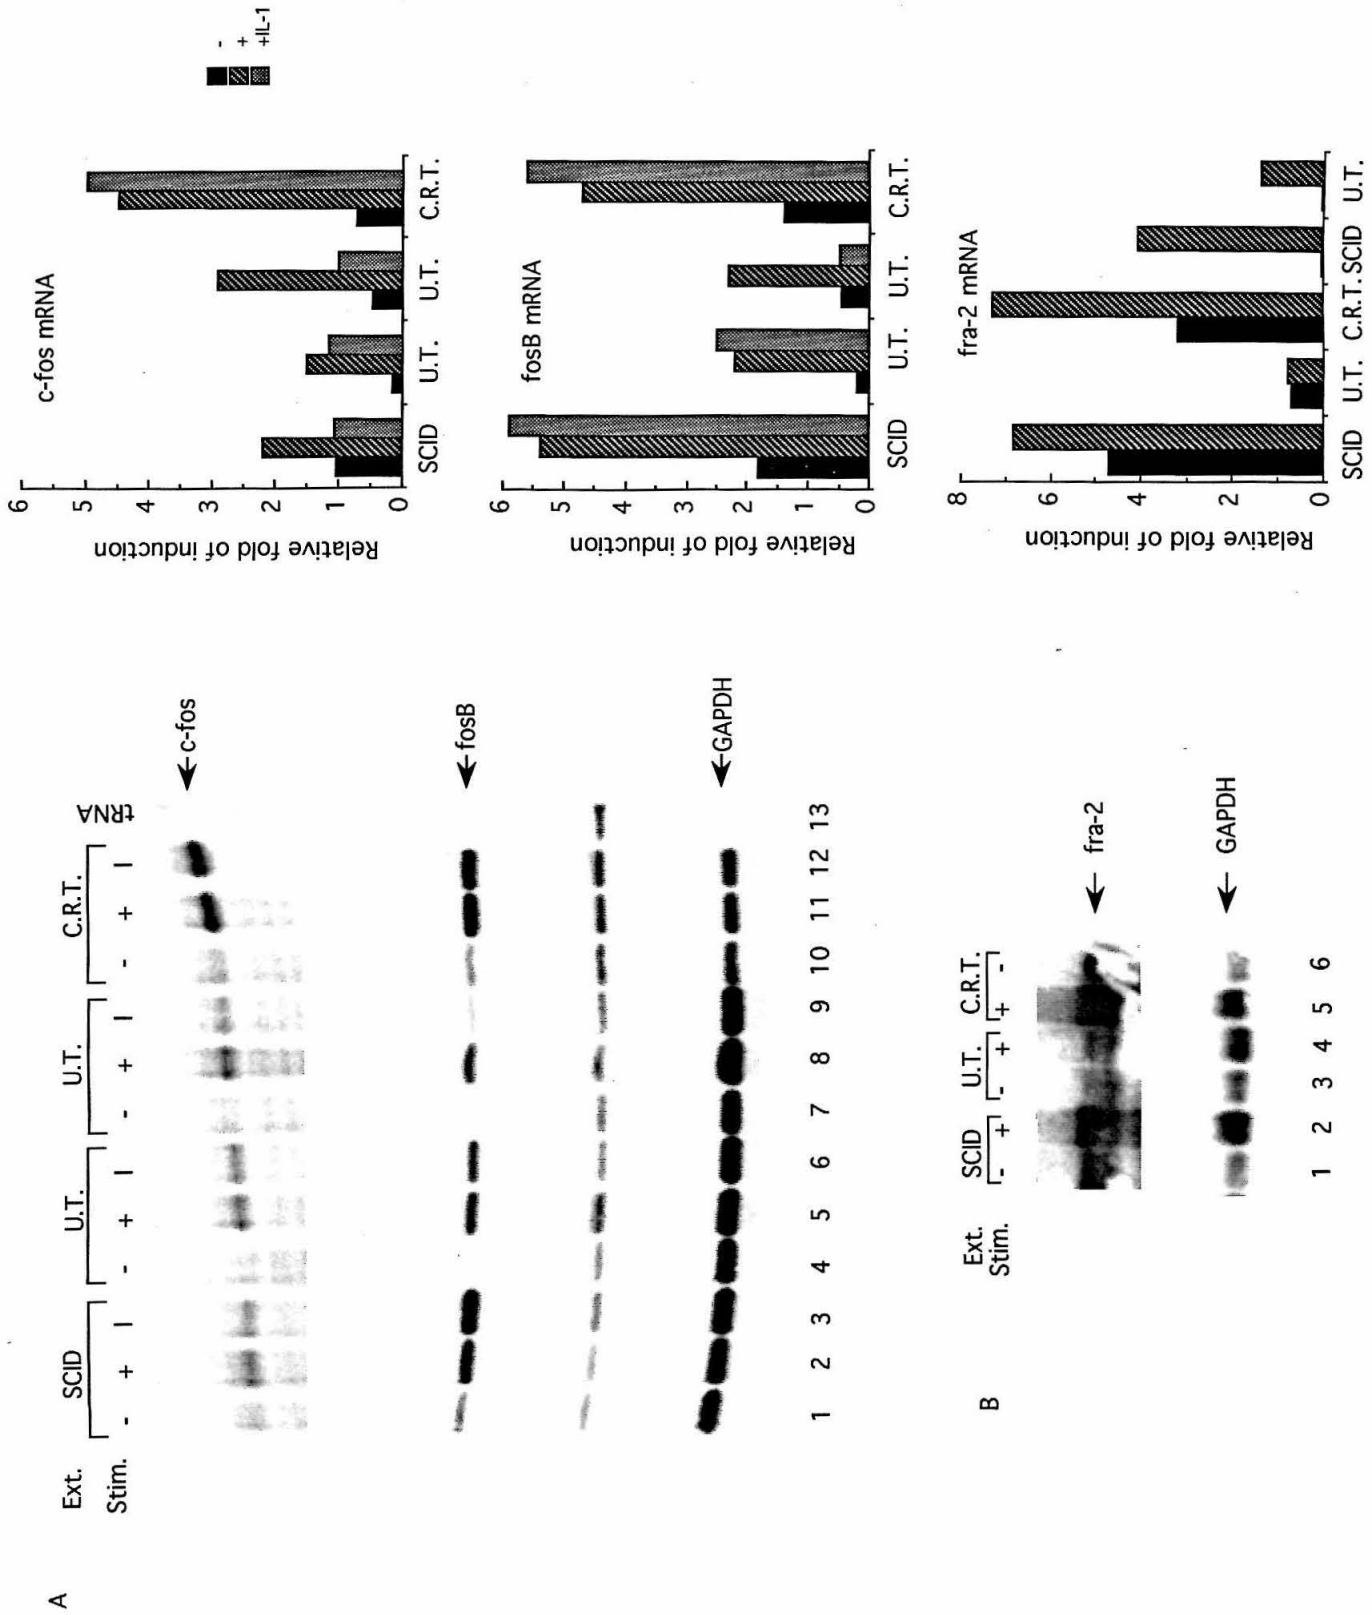 A
Ext. SCID U.T. U.T. C.R.T.
Stim. - + I - + I - + I - + I tRNA
c-fos
fosB
GAPDH
1 2 3 4 5 6 7 8 9 10 11 12 13
c-fos mRNA
-
+
+IL-1
Relative fold of induction
6
5
4
3
2
1
0
SCID U.T. U.T. C.R.T.
fosB mRNA
Relative fold of induction
6
5
4
3
2
1
0
SCID U.T. U.T. C.R.T.
B
Ext. SCID U.T. C.R.T.
Stim. - + - + + -
fra-2
GAPDH
1 2 3 4 5 6
fra-2 mRNA
Relative fold of induction
8
6
4
2
0
SCID U.T. C.R.T. SCID U.T.